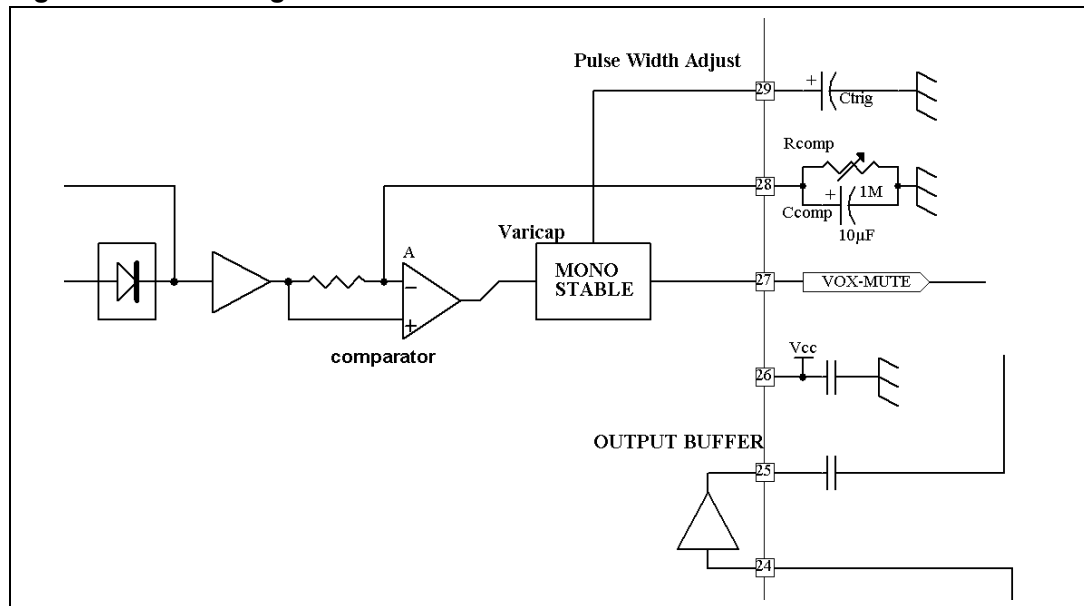 Pulse Width Adjust
29
+
Ctrig
Rcomp
28
+
1M
Ccomp
10µF
Varicap
A
MONO
STABLE
−
+
comparator
27
VOX-MUTE
Vcc
26
OUTPUT BUFFER
25
24